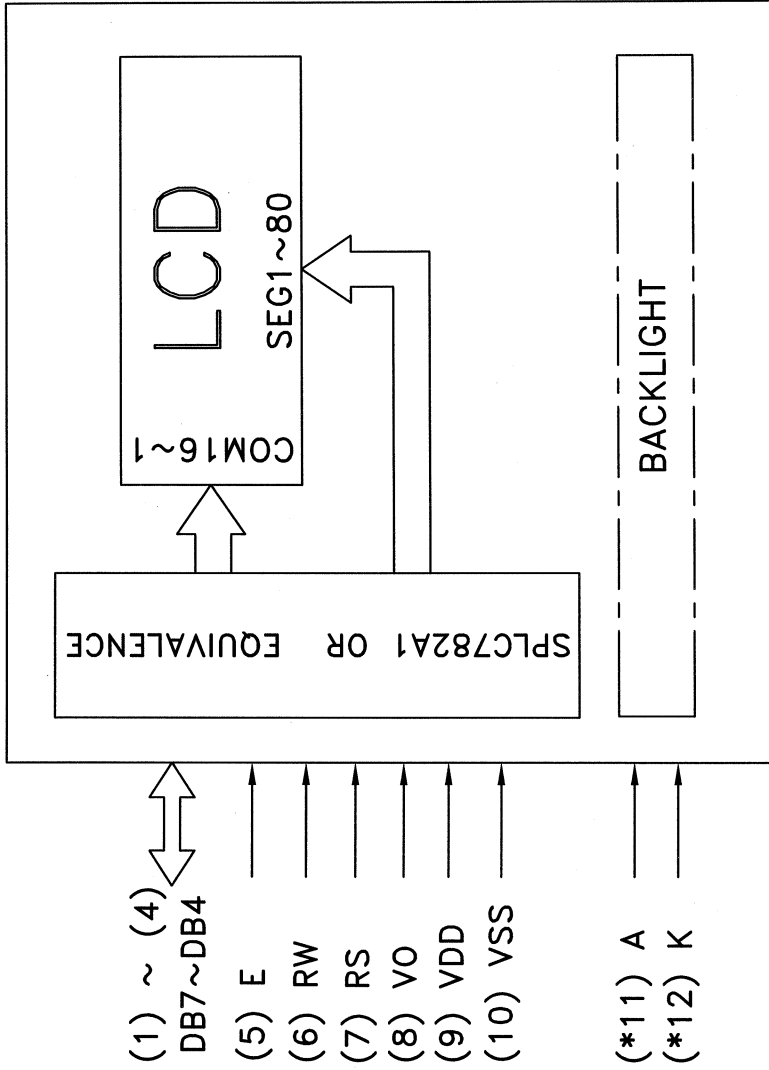 LCD
SEG1~80
COM16~1
SPLC782A1 OR EQUIVALENCE
BACKLIGHT
(1) ~ (4)
DB7~DB4
(5) E
(6) RW
(7) RS
(8) VO
(9) VDD
(10) VSS
(*11) A
(*12) K